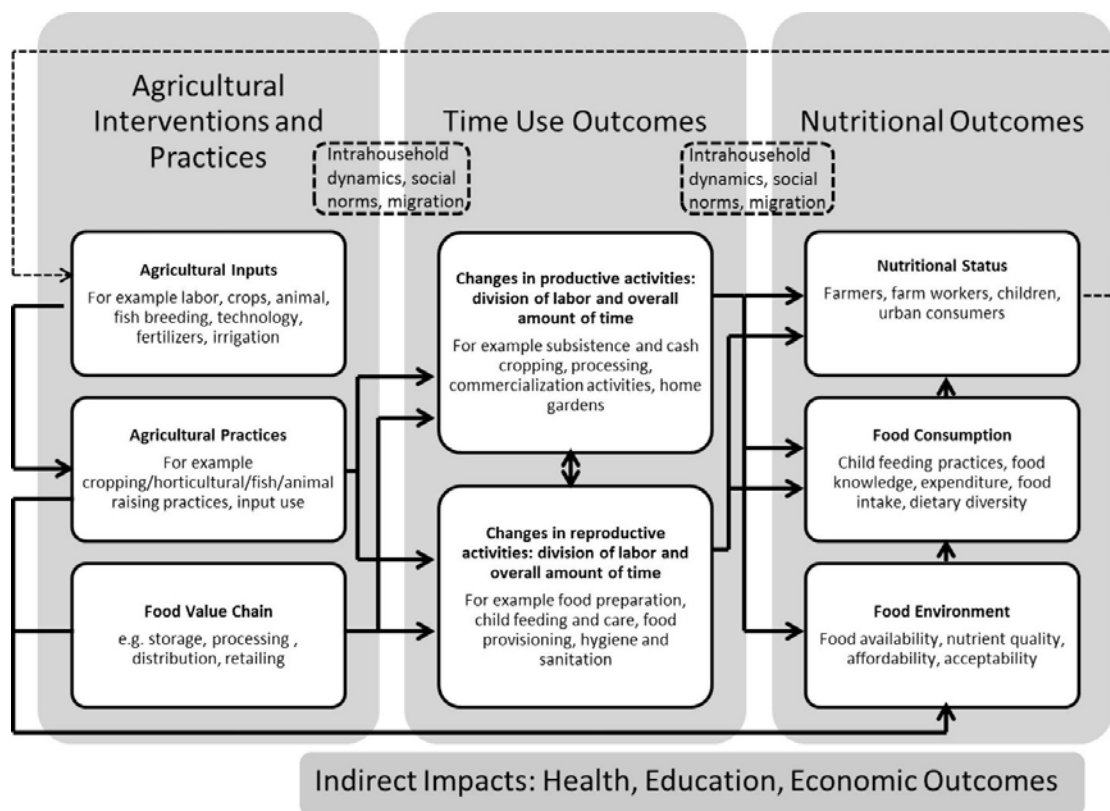 Agricultural
Interventions and
Practices
Time Use Outcomes
Nutritional Outcomes
Intrahousehold
dynamics, social
norms, migration
Intrahousehold
dynamics, social
norms, migration
Agricultural Inputs
For example labor, crops, animal,
fish breeding, technology,
fertilizers, irrigation
Agricultural Practices
For example
cropping/horticultural/fish/animal
raising practices, input use
Food Value Chain
e.g. storage, processing ,
distribution, retailing
Changes in productive activities:
division of labor and overall
amount of time
For example subsistence and cash
cropping, processing,
commercialization activities, home
gardens
Changes in reproductive
activities: division of labor and
overall amount of time
For example food preparation,
child feeding and care, food
provisioning, hygiene and
sanitation
Nutritional Status
Farmers, farm workers, children,
urban consumers
Food Consumption
Child feeding practices, food
knowledge, expenditure, food
intake, dietary diversity
Food Environment
Food availability, nutrient quality,
affordability, acceptability
Indirect Impacts: Health, Education, Economic Outcomes